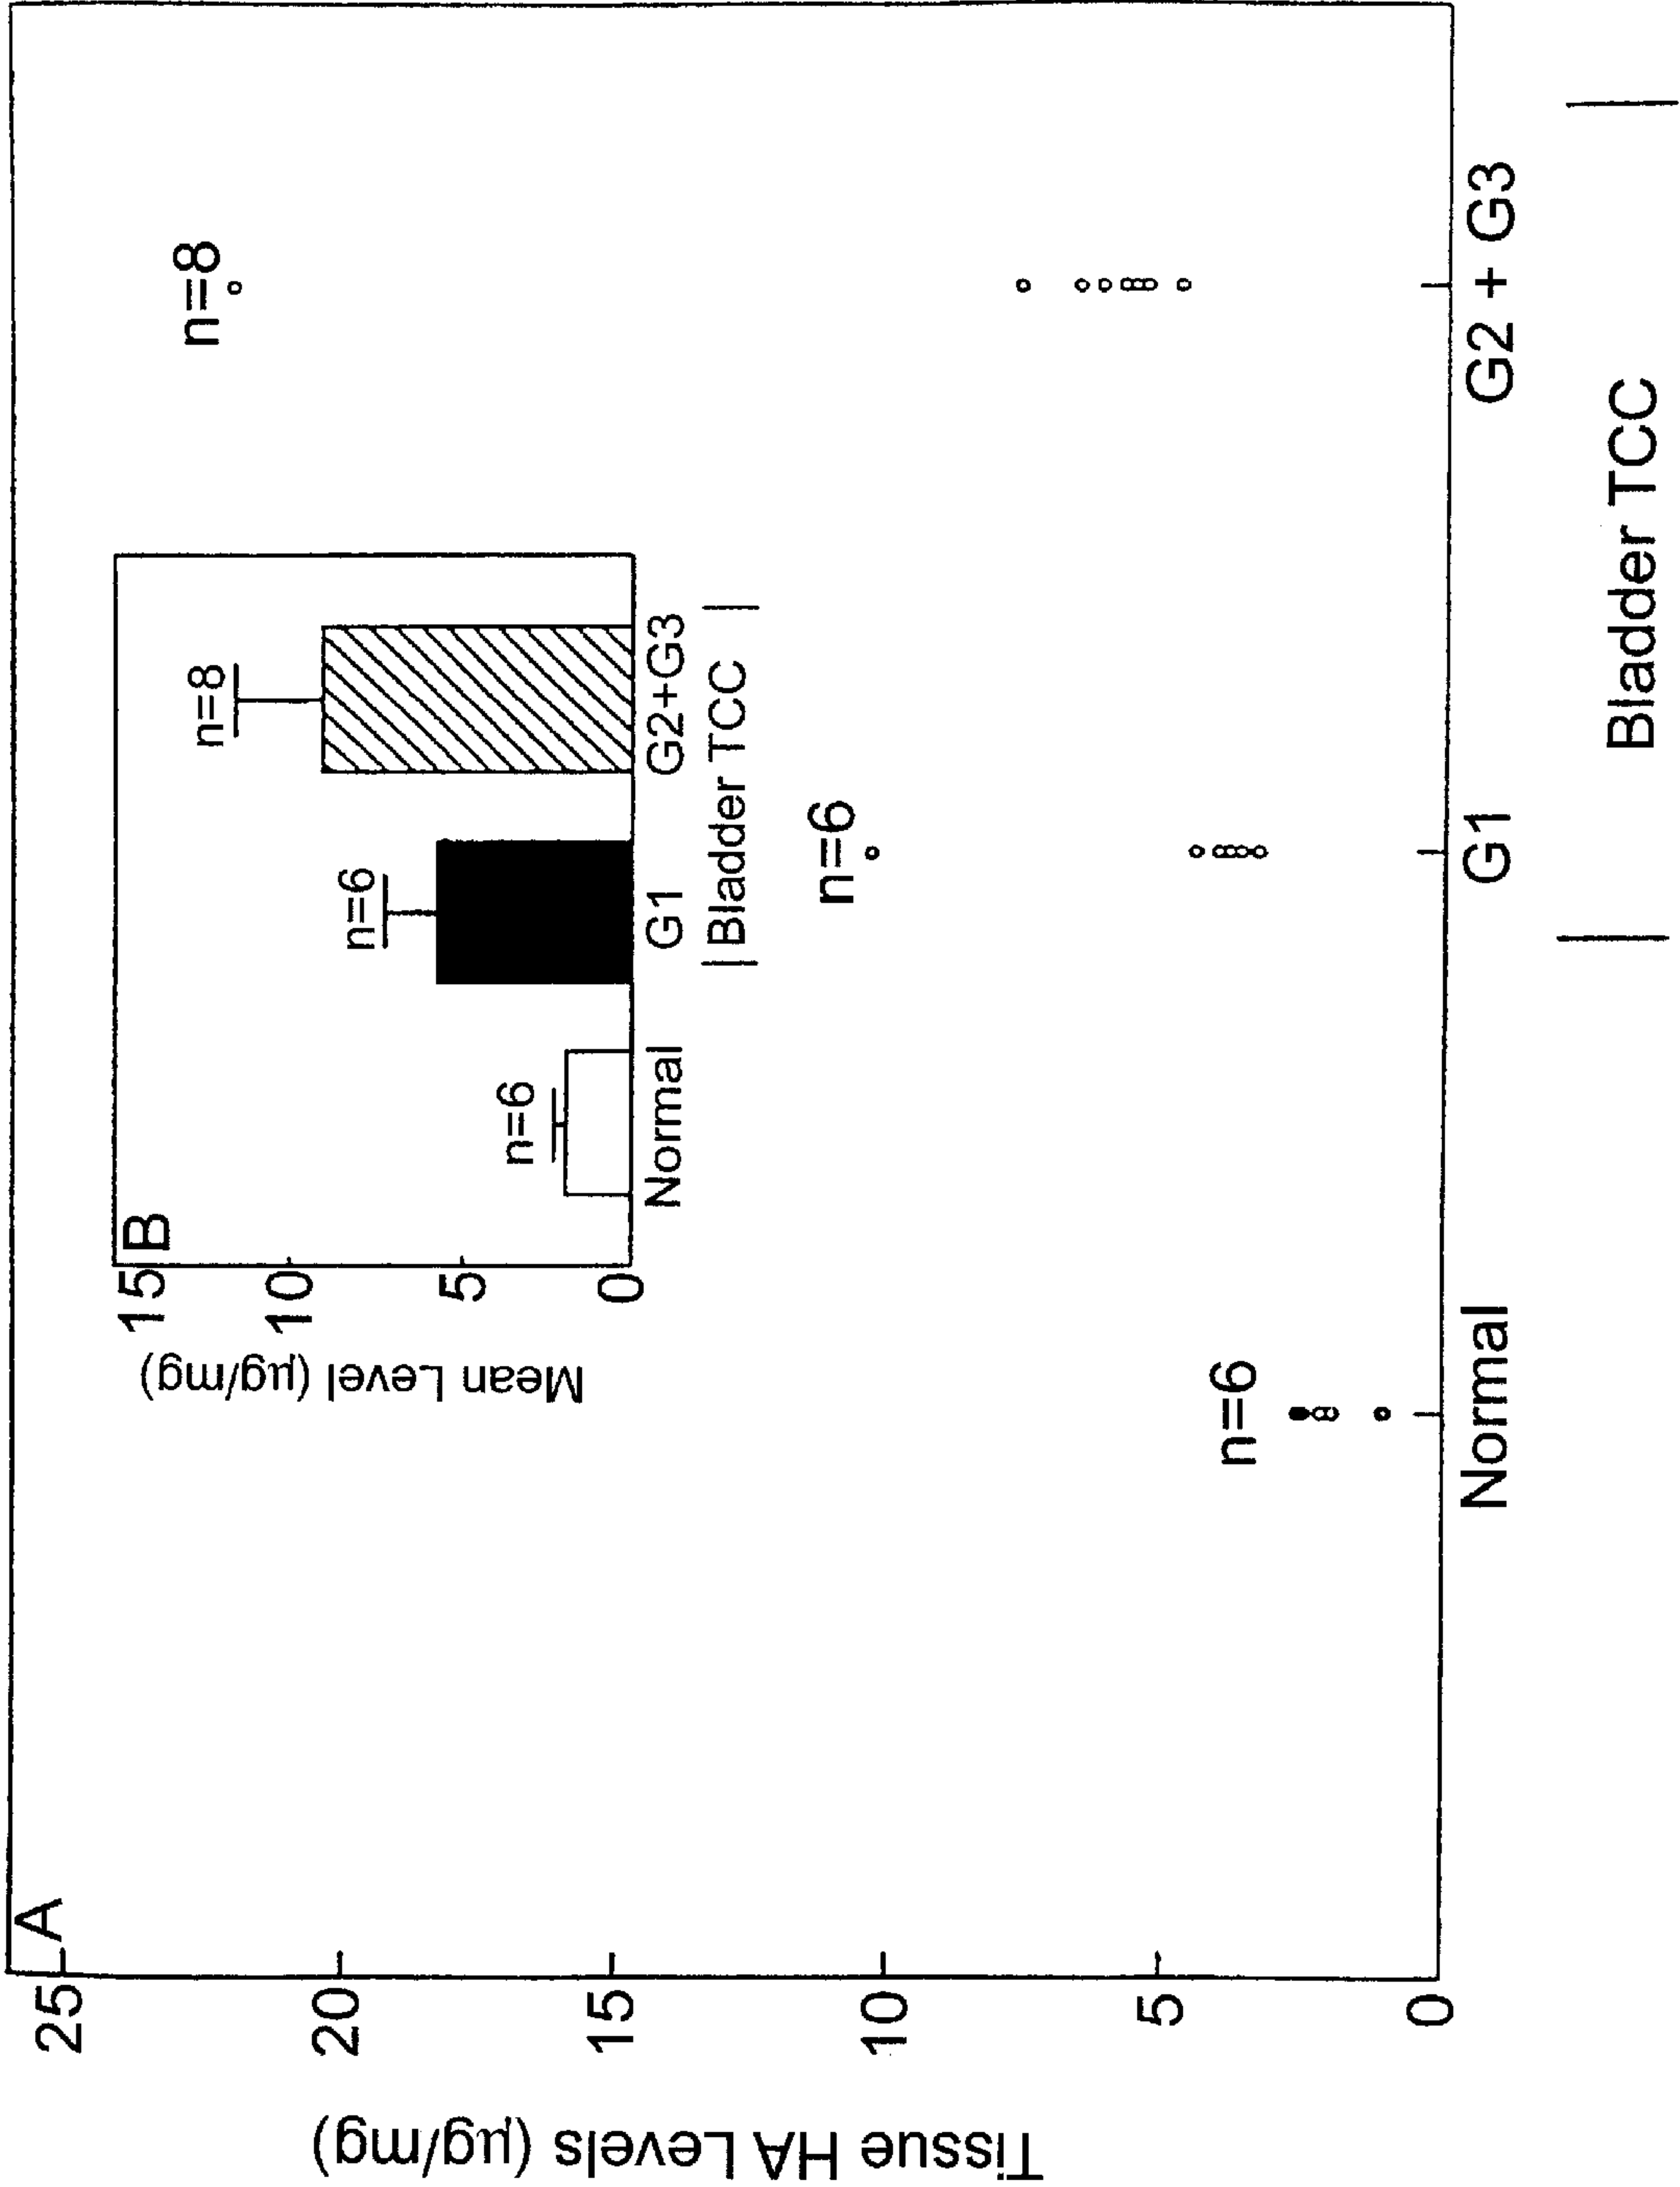 A
25
20
15
10
5
0
Tissue HA Levels (µg/mg)
n=6
n=6
n=8
Normal
G1
G2 + G3
Bladder TCC
B
15
10
5
0
Mean Level (µg/mg)
n=6
n=6
n=8
Normal
G1
G2+G3
Bladder TCC